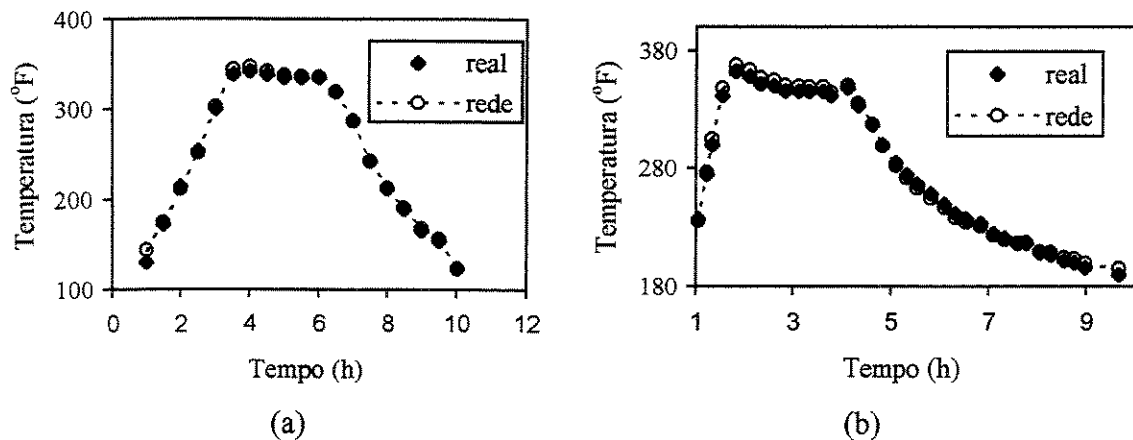 400
300
200
100
Temperatura (°F)
real
rede
0
2
4
6
8
10
12
Tempo (h)
(a)
380
280
180
Temperatura (°F)
real
rede
1
3
5
7
9
Tempo (h)
(b)